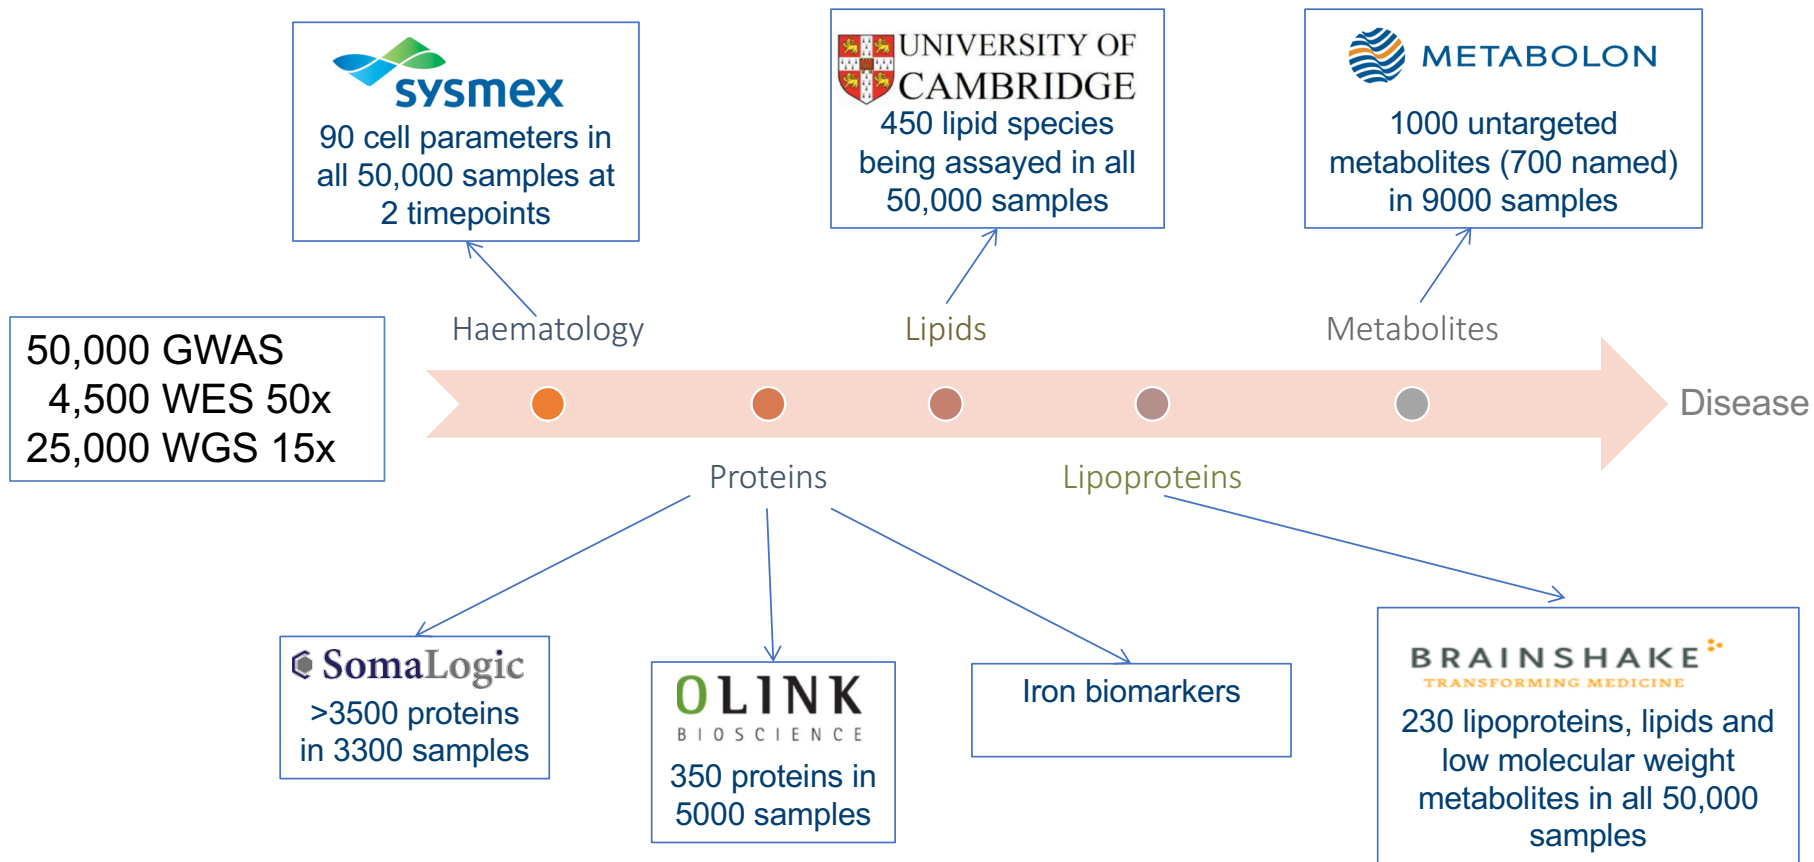 sysmex
90 cell parameters in
all 50,000 samples at
2 timepoints
UNIVERSITY OF
CAMBRIDGE
450 lipid species
being assayed in all
50,000 samples
METABOLON
1000 untargeted
metabolites (700 named)
in 9000 samples
50,000 GWAS
4,500 WES 50x
25,000 WGS 15x
Haematology
Lipids
Metabolites
Disease
Proteins
Lipoproteins
SomaLogic
>3500 proteins
in 3300 samples
OLINK
BIOSCIENCE
350 proteins in
5000 samples
Iron biomarkers
BRAINSHAKE
TRANSFORMING MEDICINE
230 lipoproteins, lipids and
low molecular weight
metabolites in all 50,000
samples